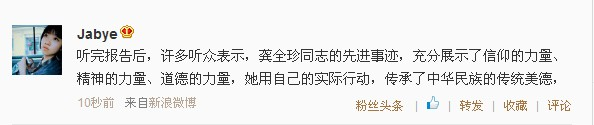 Jabye
听完报告后，许多听众表示，龚全珍同志的先进事迹，充分展示了信仰的力量、
精神的力量、道德的力量，她用自己的实际行动，传承了中华民族的传统美德，
10秒前 来自新浪微博 粉丝头条 | 转发 | 收藏 | 评论